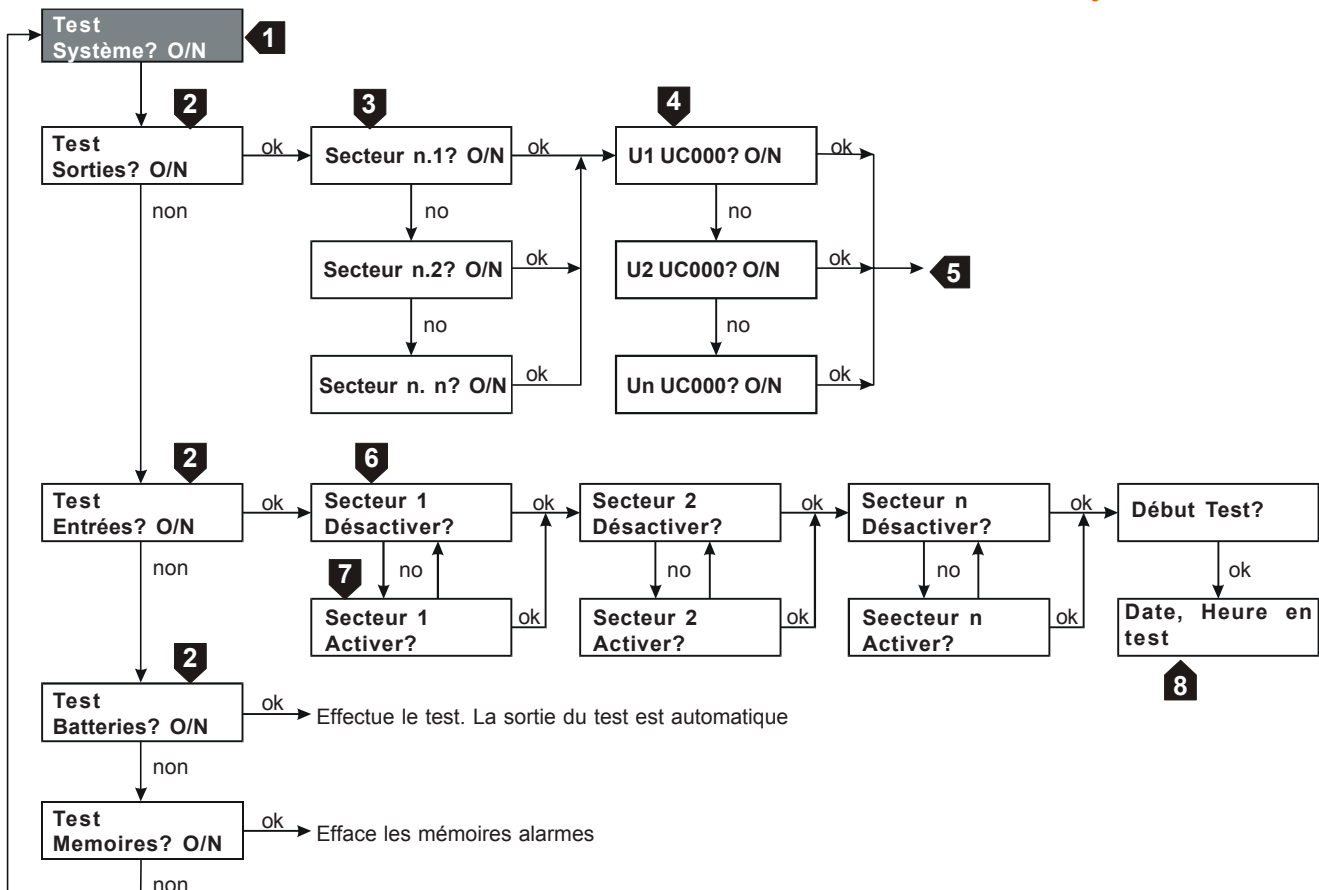 Test
Système? O/N
1
2
3
4
Test
Sorties? O/N
ok
Secteur n.1? O/N
ok
U1 UC000? O/N
ok
non
no
no
Secteur n.2? O/N
ok
U2 UC000? O/N
ok
5
no
no
Secteur n. n? O/N
ok
Un UC000? O/N
ok
2
6
Test
Entrées? O/N
ok
Secteur 1
Désactiver?
ok
Secteur 2
Désactiver?
ok
Secteur n
Désactiver?
ok
Début Test?
non
7
no
no
no
ok
Secteur 1
Activer?
ok
Secteur 2
Activer?
ok
Seecteur n
Activer?
ok
Date, Heure en
test
2
8
Test
Batteries? O/N
ok
Effectue le test. La sortie du test est automatique
non
Test
Memoires? O/N
ok
Efface les mémoires alarmes
non